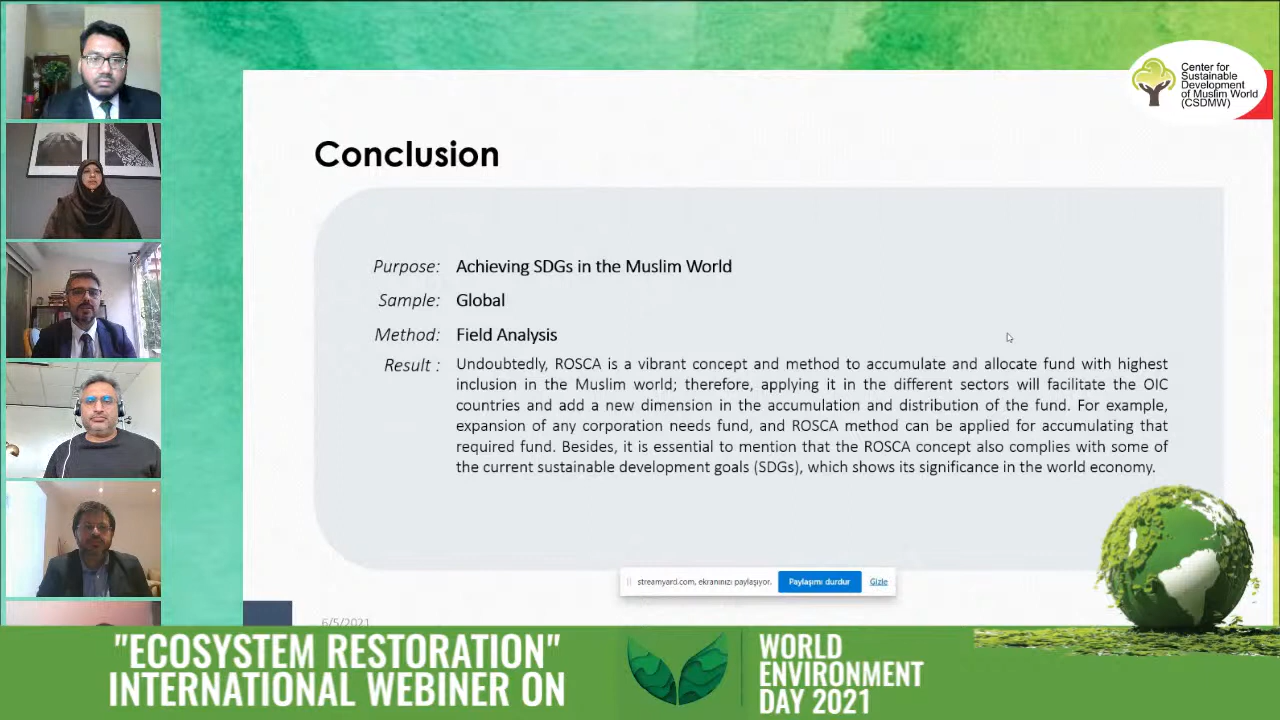 Center for
Sustainable
Development
of Muslim World
(CSDMW)
Conclusion
Purpose: Achieving SDGs in the Muslim World
Sample: Global
Method: Field Analysis
Result : Undoubtedly, ROSCA is a vibrant concept and method to accumulate and allocate fund with highest
inclusion in the Muslim world; therefore, applying it in the different sectors will facilitate the OIC
countries and add a new dimension in the accumulation and distribution of the fund. For example,
expansion of any corporation needs fund, and ROSCA method can be applied for accumulating that
required fund. Besides, it is essential to mention that the ROSCA concept also complies with some of
the current sustainable development goals (SDGs), which shows its significance in the world economy.
streamyard.com, ekranınızı paylaşıyor. Paylaşımı durdur Gizle
6/5/2021
"ECOSYSTEM RESTORATION"
INTERNATIONAL WEBINER ON
WORLD
ENVIRONMENT
DAY 2021